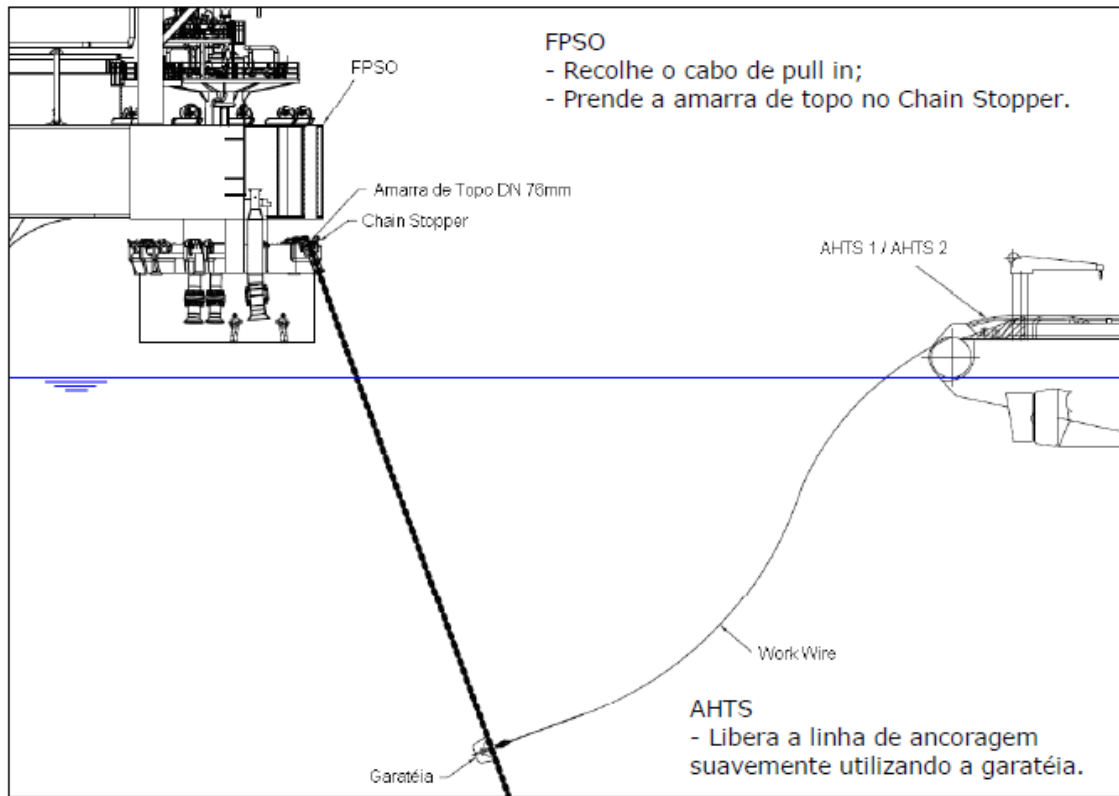 FPSO
- Recolhe o cabo de pull in;
- Prende a amarra de topo no Chain Stopper.
FPSO
Amarra de Topo DN 76mm
Chain Stopper
AHTS 1 / AHTS 2
Work Wire
AHTS
- Libera a linha de ancoragem
suavemente utilizando a garatéia.
Garatéia